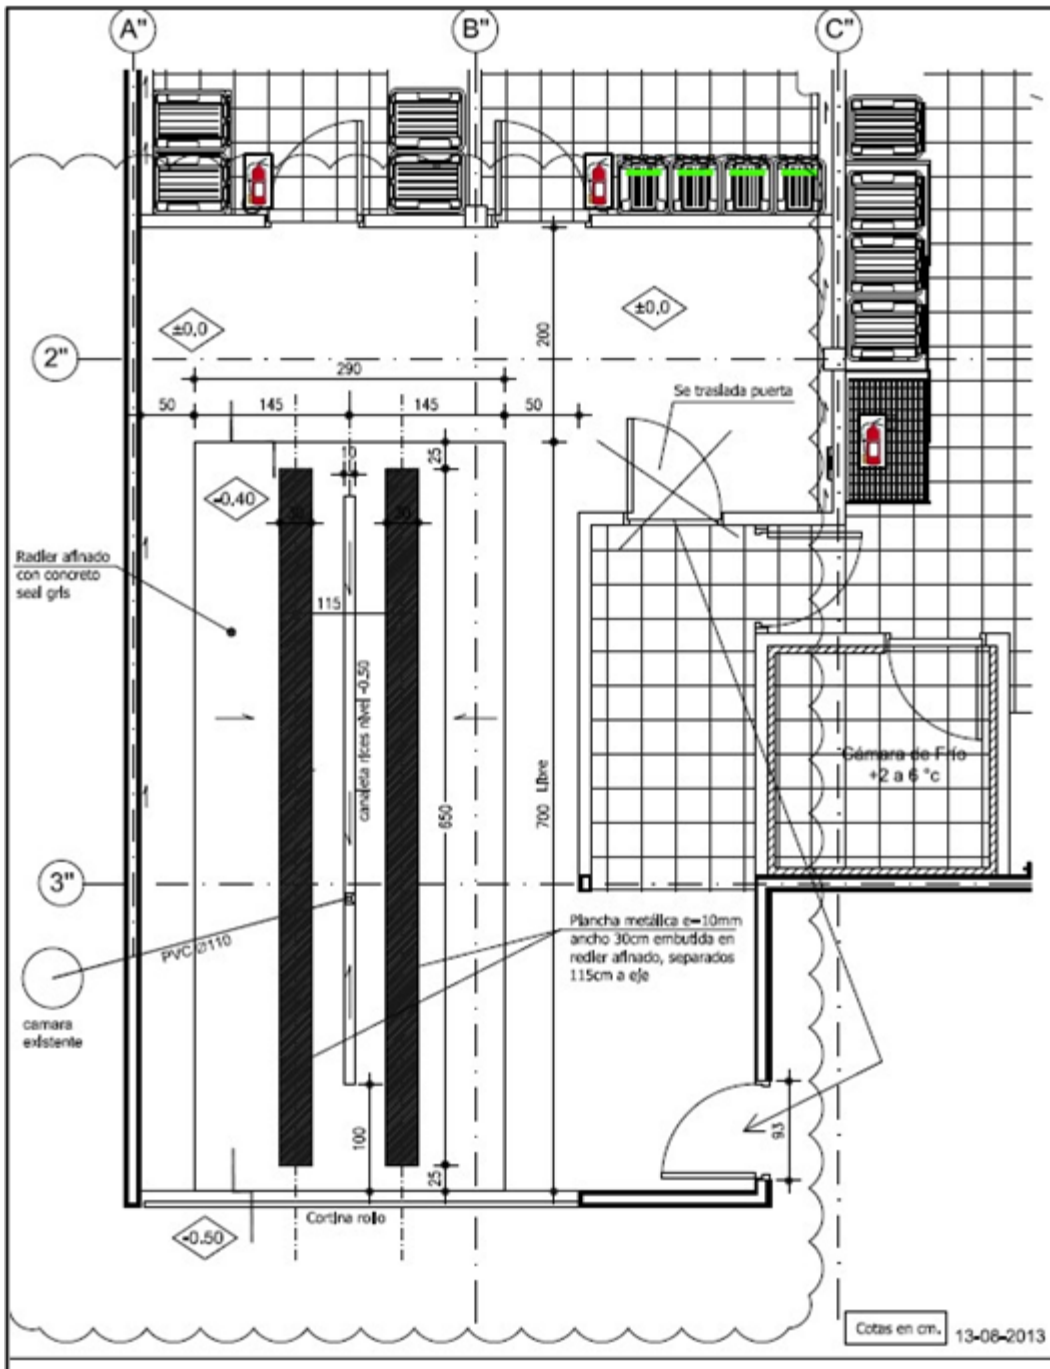 A"
B"
C"
±0,0
±0,0
2"
200
290
50
145
145
50
Se traslada puerta
10
25
-0.40
30
30
Radier afinado
con concreto
seal gris
115
canaleta rices nivel -0.50
650
700 Libre
Cámara de Frío
+2 a 6 °c
3"
PVC Ø110
Plancha metálica e=10mm
ancho 30cm embutida en
redier afinado, separados
115cm a eje
camara
existente
100
93
25
Cortina rollo
-0.50
Cotas en cm.
13-08-2013